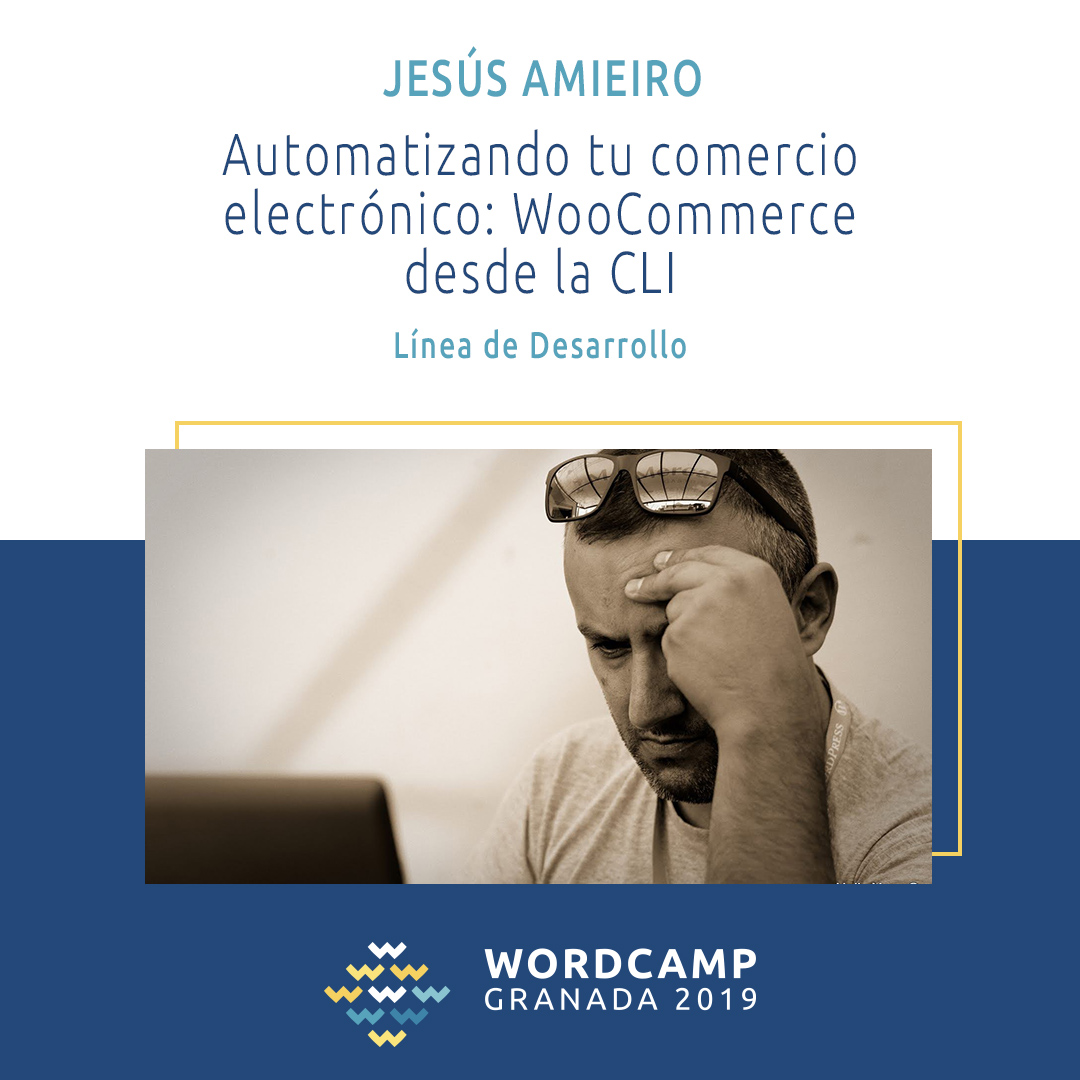 JESÚS AMIEIRO
Automatizando tu comercio
electrónico: WooCommerce
desde la CLI
Línea de Desarrollo
WORDCAMP
GRANADA 2019